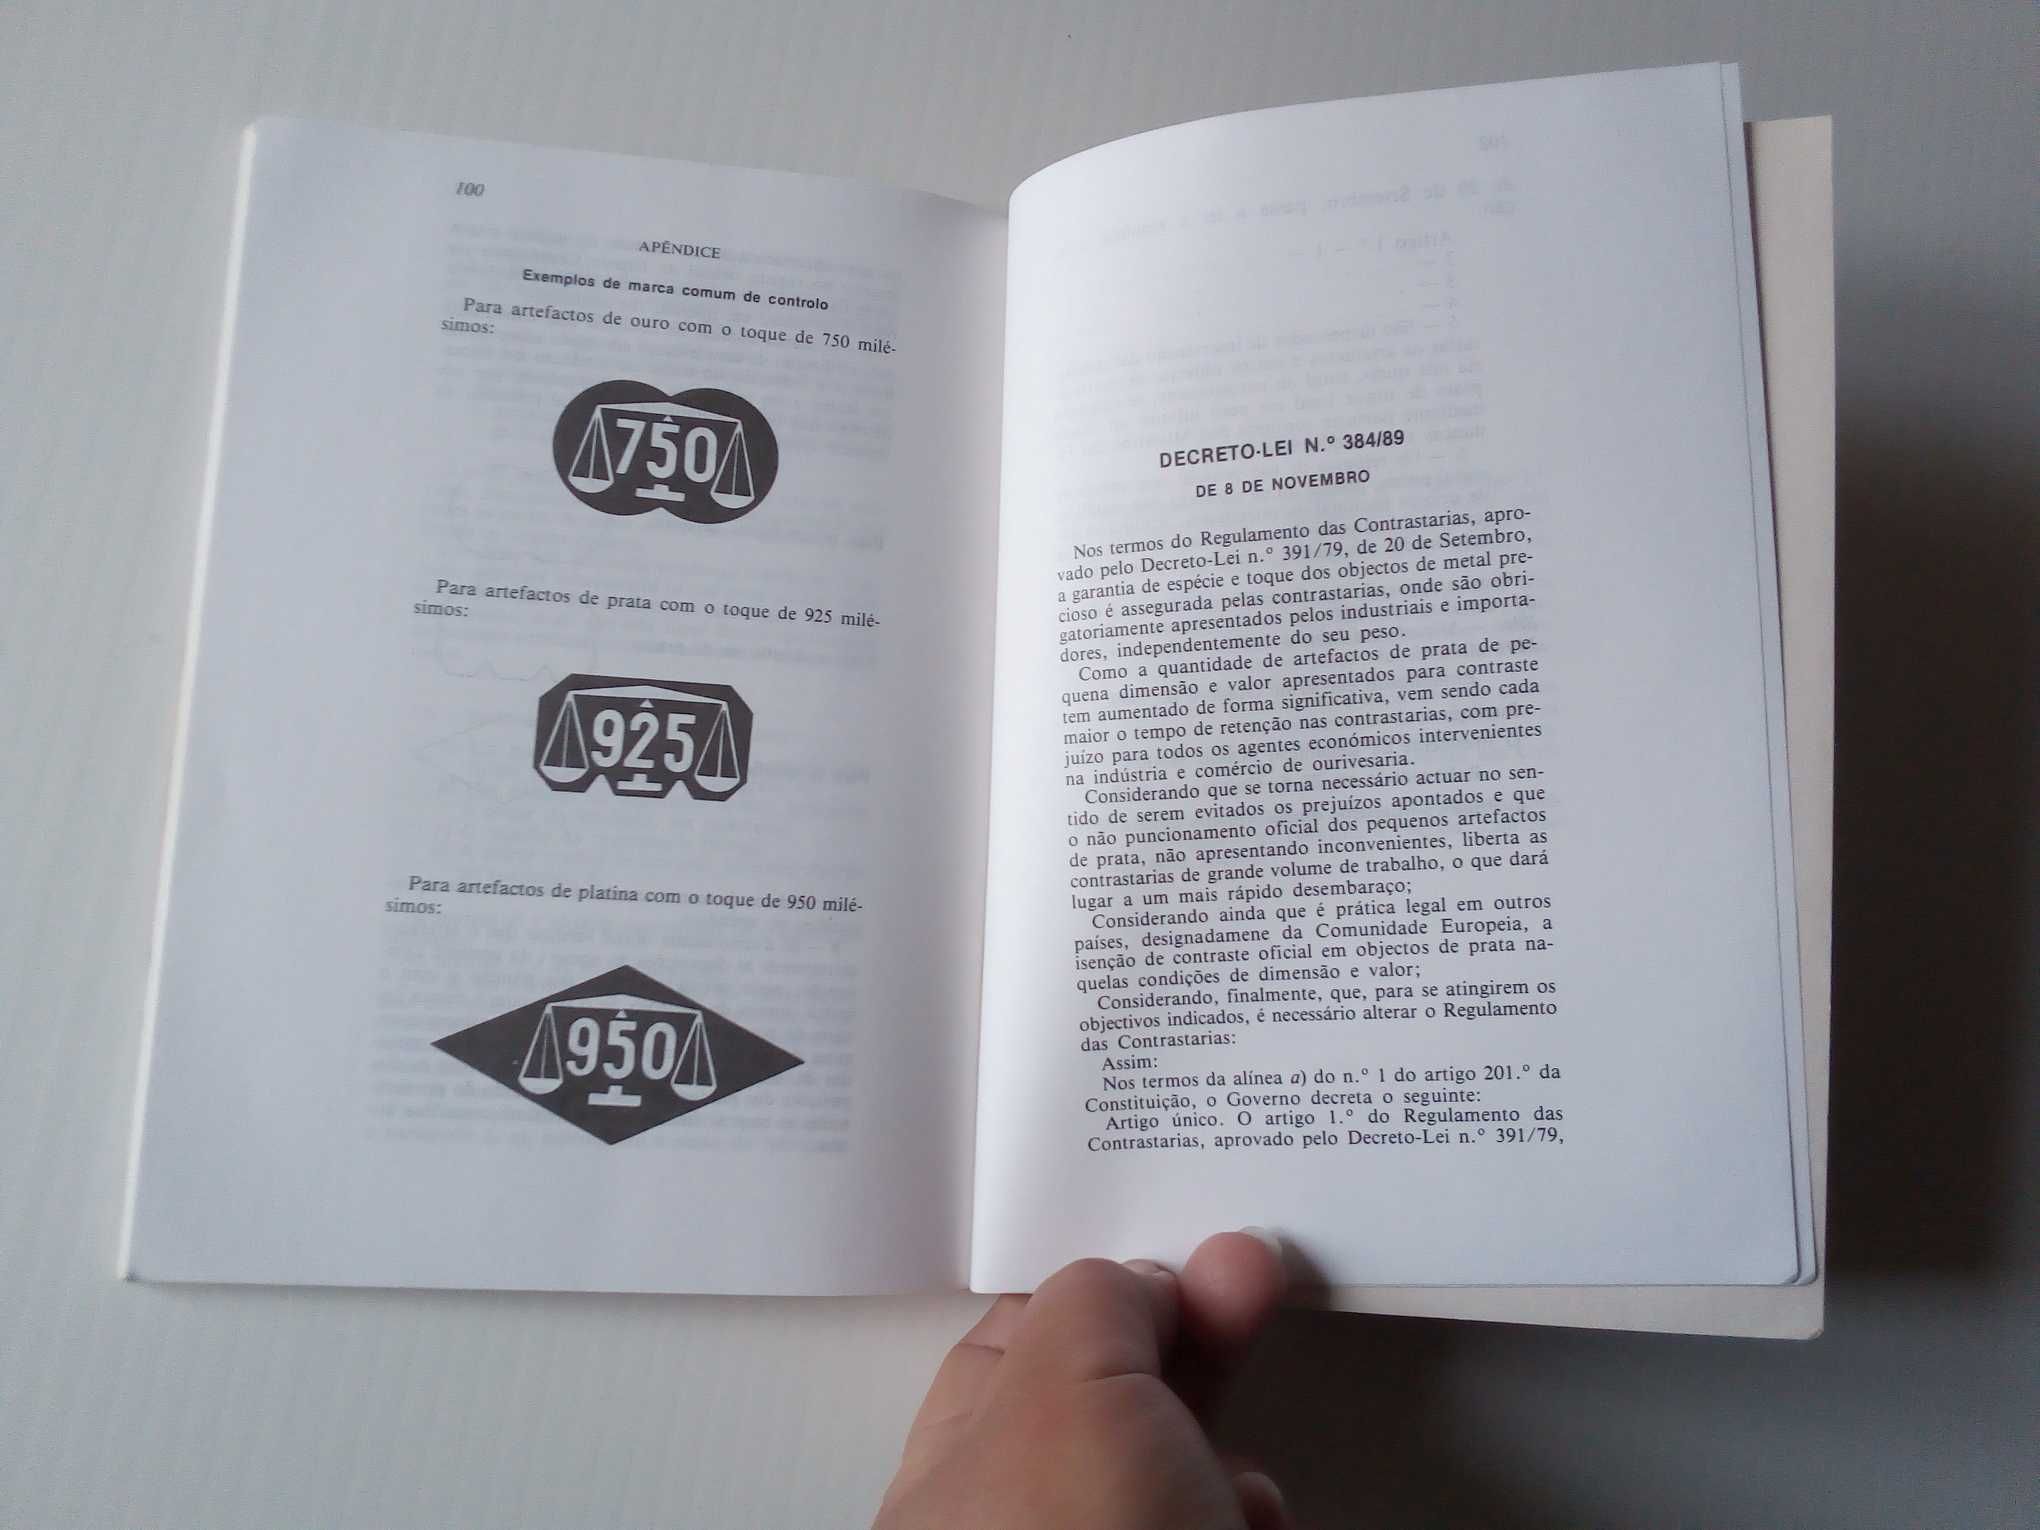 100
APÊNDICE
Exemplos de marca comum de controlo
Para artefactos de ouro com o toque de 750 milé-
simos:
750
Para artefactos de prata com o toque de 925 milé-
simos:
925
Para artefactos de platina com o toque de 950 milé-
simos:
950
DECRETO-LEI N.º 384/89
DE 8 DE NOVEMBRO
Nos termos do Regulamento das Contrastarias, apro-
vado pelo Decreto-Lei n.º 391/79, de 20 de Setembro,
a garantia de espécie e toque dos objectos de metal pre-
cioso é assegurada pelas contrastarias, onde são obri-
gatoriamente apresentados pelos industriais e importa-
dores, independentemente do seu peso.
Como a quantidade de artefactos de prata de pe-
quena dimensão e valor apresentados para contraste
tem aumentado de forma significativa, vem sendo cada
maior o tempo de retenção nas contrastarias, com pre-
juízo para todos os agentes económicos intervenientes
na indústria e comércio de ourivesaria.
Considerando que se torna necessário actuar no sen-
tido de serem evitados os prejuízos apontados e que
o não puncionamento oficial dos pequenos artefactos
de prata, não apresentando inconvenientes, liberta as
contrastarias de grande volume de trabalho, o que dará
lugar a um mais rápido desembaraço;
Considerando ainda que é prática legal em outros
países, designadamene da Comunidade Europeia, a
isenção de contraste oficial em objectos de prata na-
quelas condições de dimensão e valor;
Considerando, finalmente, que, para se atingirem os
objectivos indicados, é necessário alterar o Regulamento
das Contrastarias:
Assim:
Nos termos da alínea a) do n.º 1 do artigo 201.º da
Constituição, o Governo decreta o seguinte:
Artigo único. O artigo 1.º do Regulamento das
Contrastarias, aprovado pelo Decreto-Lei n.º 391/79,